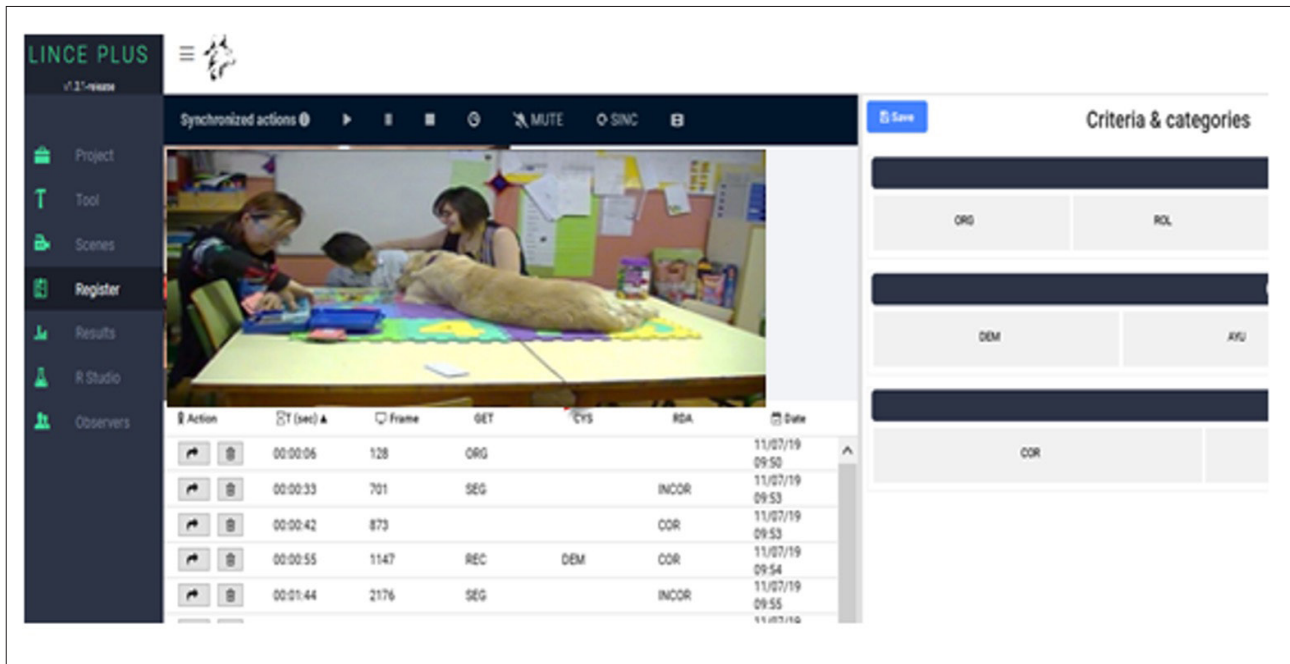 LINCE PLUS
v1.3.1-release
Project
Tool
Scenes
Register
Results
R Studio
Observers
Synchronized actions MUTE SINC
Action T (sec) Frame GET CYS RDA Date
00:00:06 128 ORG 11/07/19
09:50
00:00:33 701 SEG INCOR 11/07/19
09:53
00:00:42 873 COR 11/07/19
09:53
00:00:55 1147 REC DEM COR 11/07/19
09:54
00:01:44 2176 SEG INCOR 11/07/19
09:55
11/07/19
Save Criteria & categories
ORG ROL
DEM AYU
COR